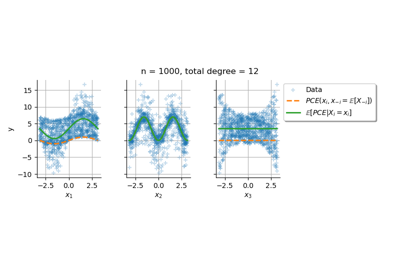 n = 1000, total degree = 12
15
10
5
0
−5
−10
y
−2.5 0.0 2.5
−2.5 0.0 2.5
−2.5 0.0 2.5
x₁
x₂
x₃
Data
PCE(xᵢ, x₋ᵢ = 𝔼[X₋ᵢ])
𝔼[PCE|Xᵢ = xᵢ]